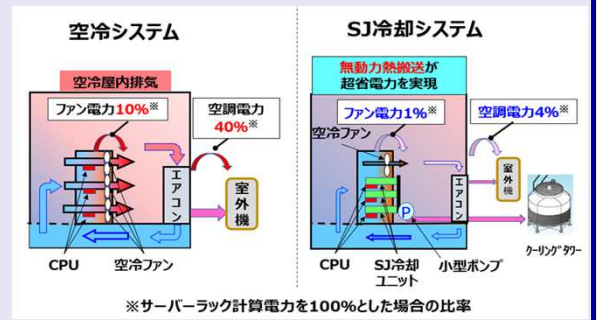 空冷システム
空冷屋内排気
ファン電力10%※
空調電力
40%※
エアコン
室外機
CPU
空冷ファン
SJ冷却システム
無動力熱搬送が
超省電力を実現
ファン電力1%※
空調電力4%※
空冷ファン
エアコン
室外機
P
CPU
SJ冷却
ユニット
小型ポンプ
クーリングタワー
※サーバーラック計算電力を100%とした場合の比率